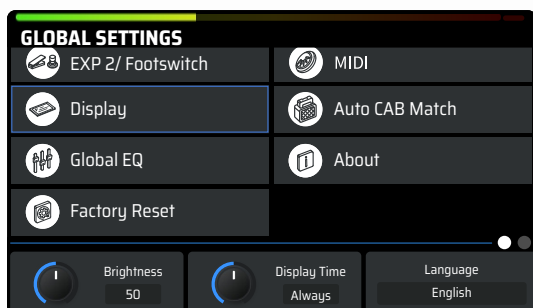 GLOBAL SETTINGS
EXP 2/ Footswitch
MIDI
Display
Auto CAB Match
Global EQ
About
Factory Reset
Brightness
50
Display Time
Always
Language
English